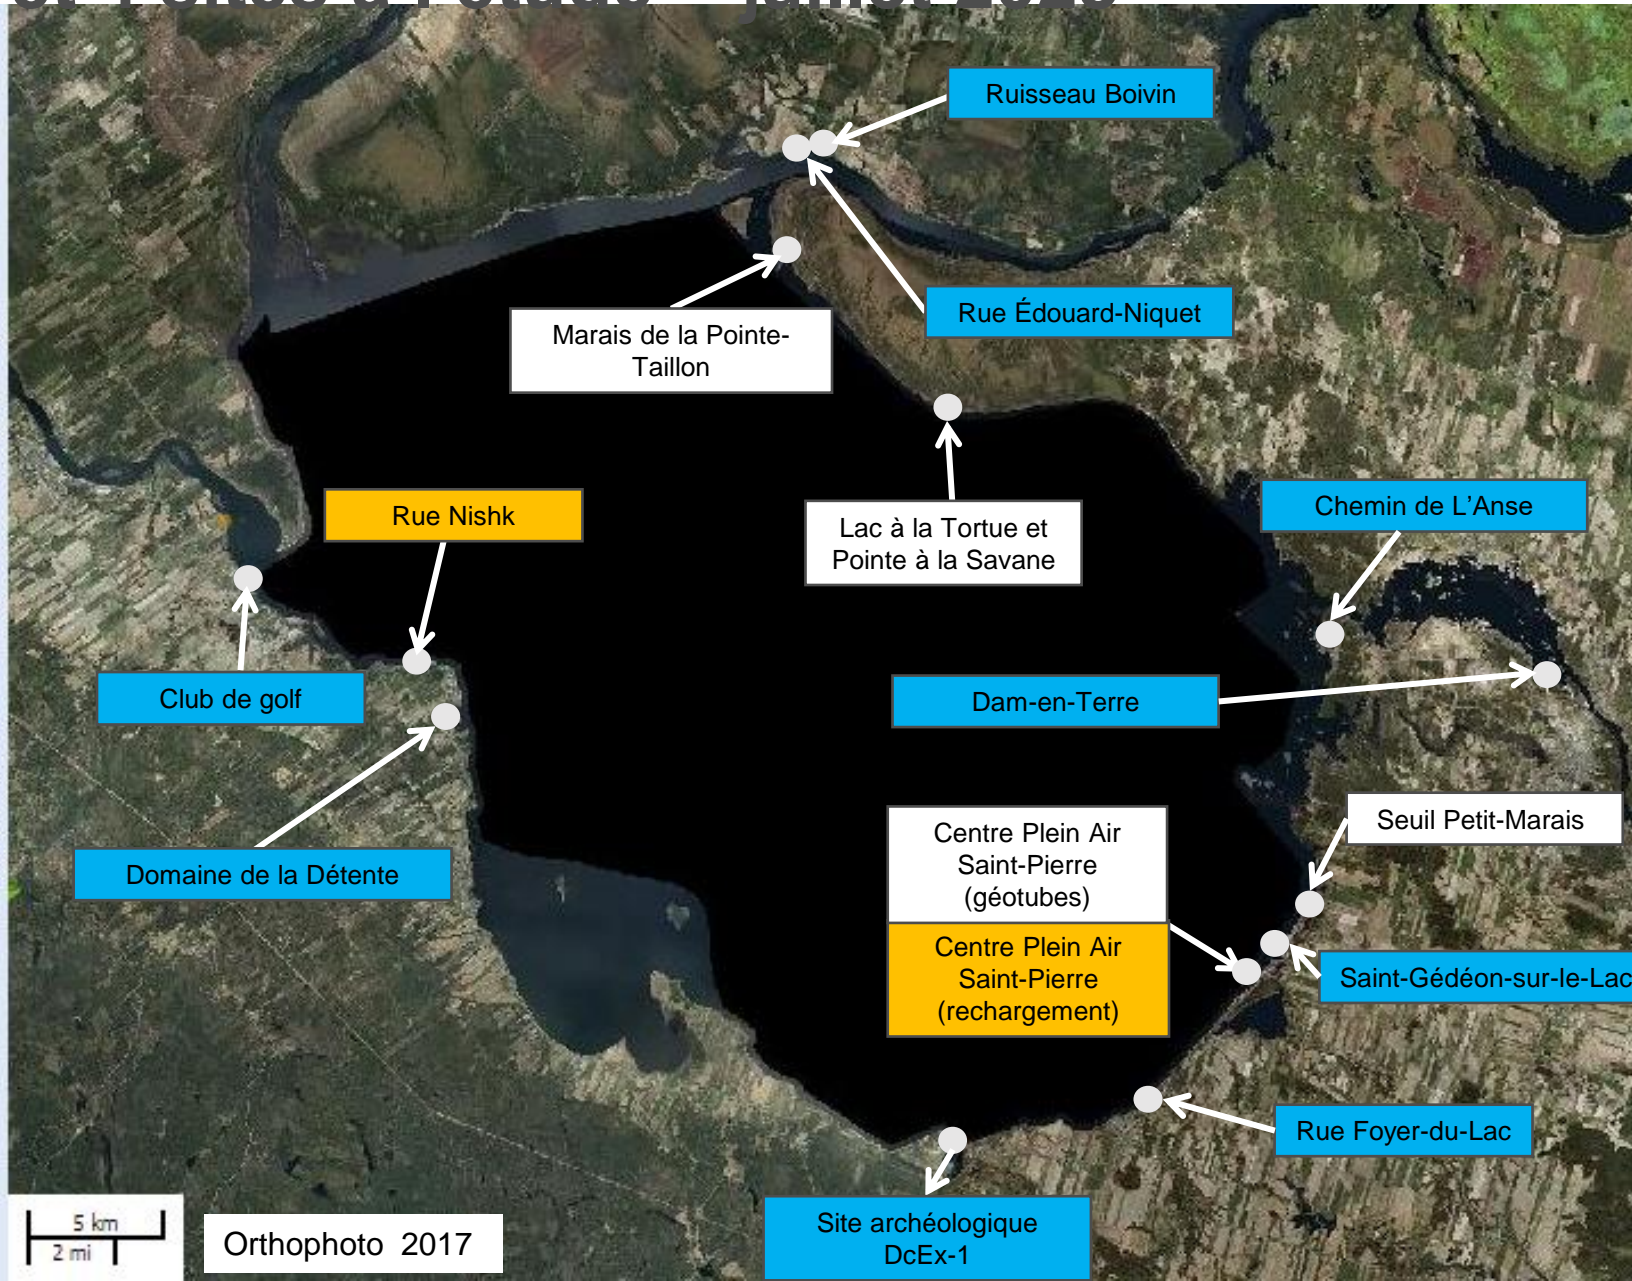 Ruisseau Boivin
Rue Édouard-Niquet
Marais de la Pointe-
Taillon
Rue Nishk
Lac à la Tortue et
Pointe à la Savane
Chemin de L'Anse
Club de golf
Dam-en-Terre
Domaine de la Détente
Centre Plein Air
Saint-Pierre
(géotubes)
Seuil Petit-Marais
Centre Plein Air
Saint-Pierre
(rechargement)
Saint-Gédéon-sur-le-Lac
Rue Foyer-du-Lac
Site archéologique
DcEx-1
5 km
2 mi
Orthophoto 2017